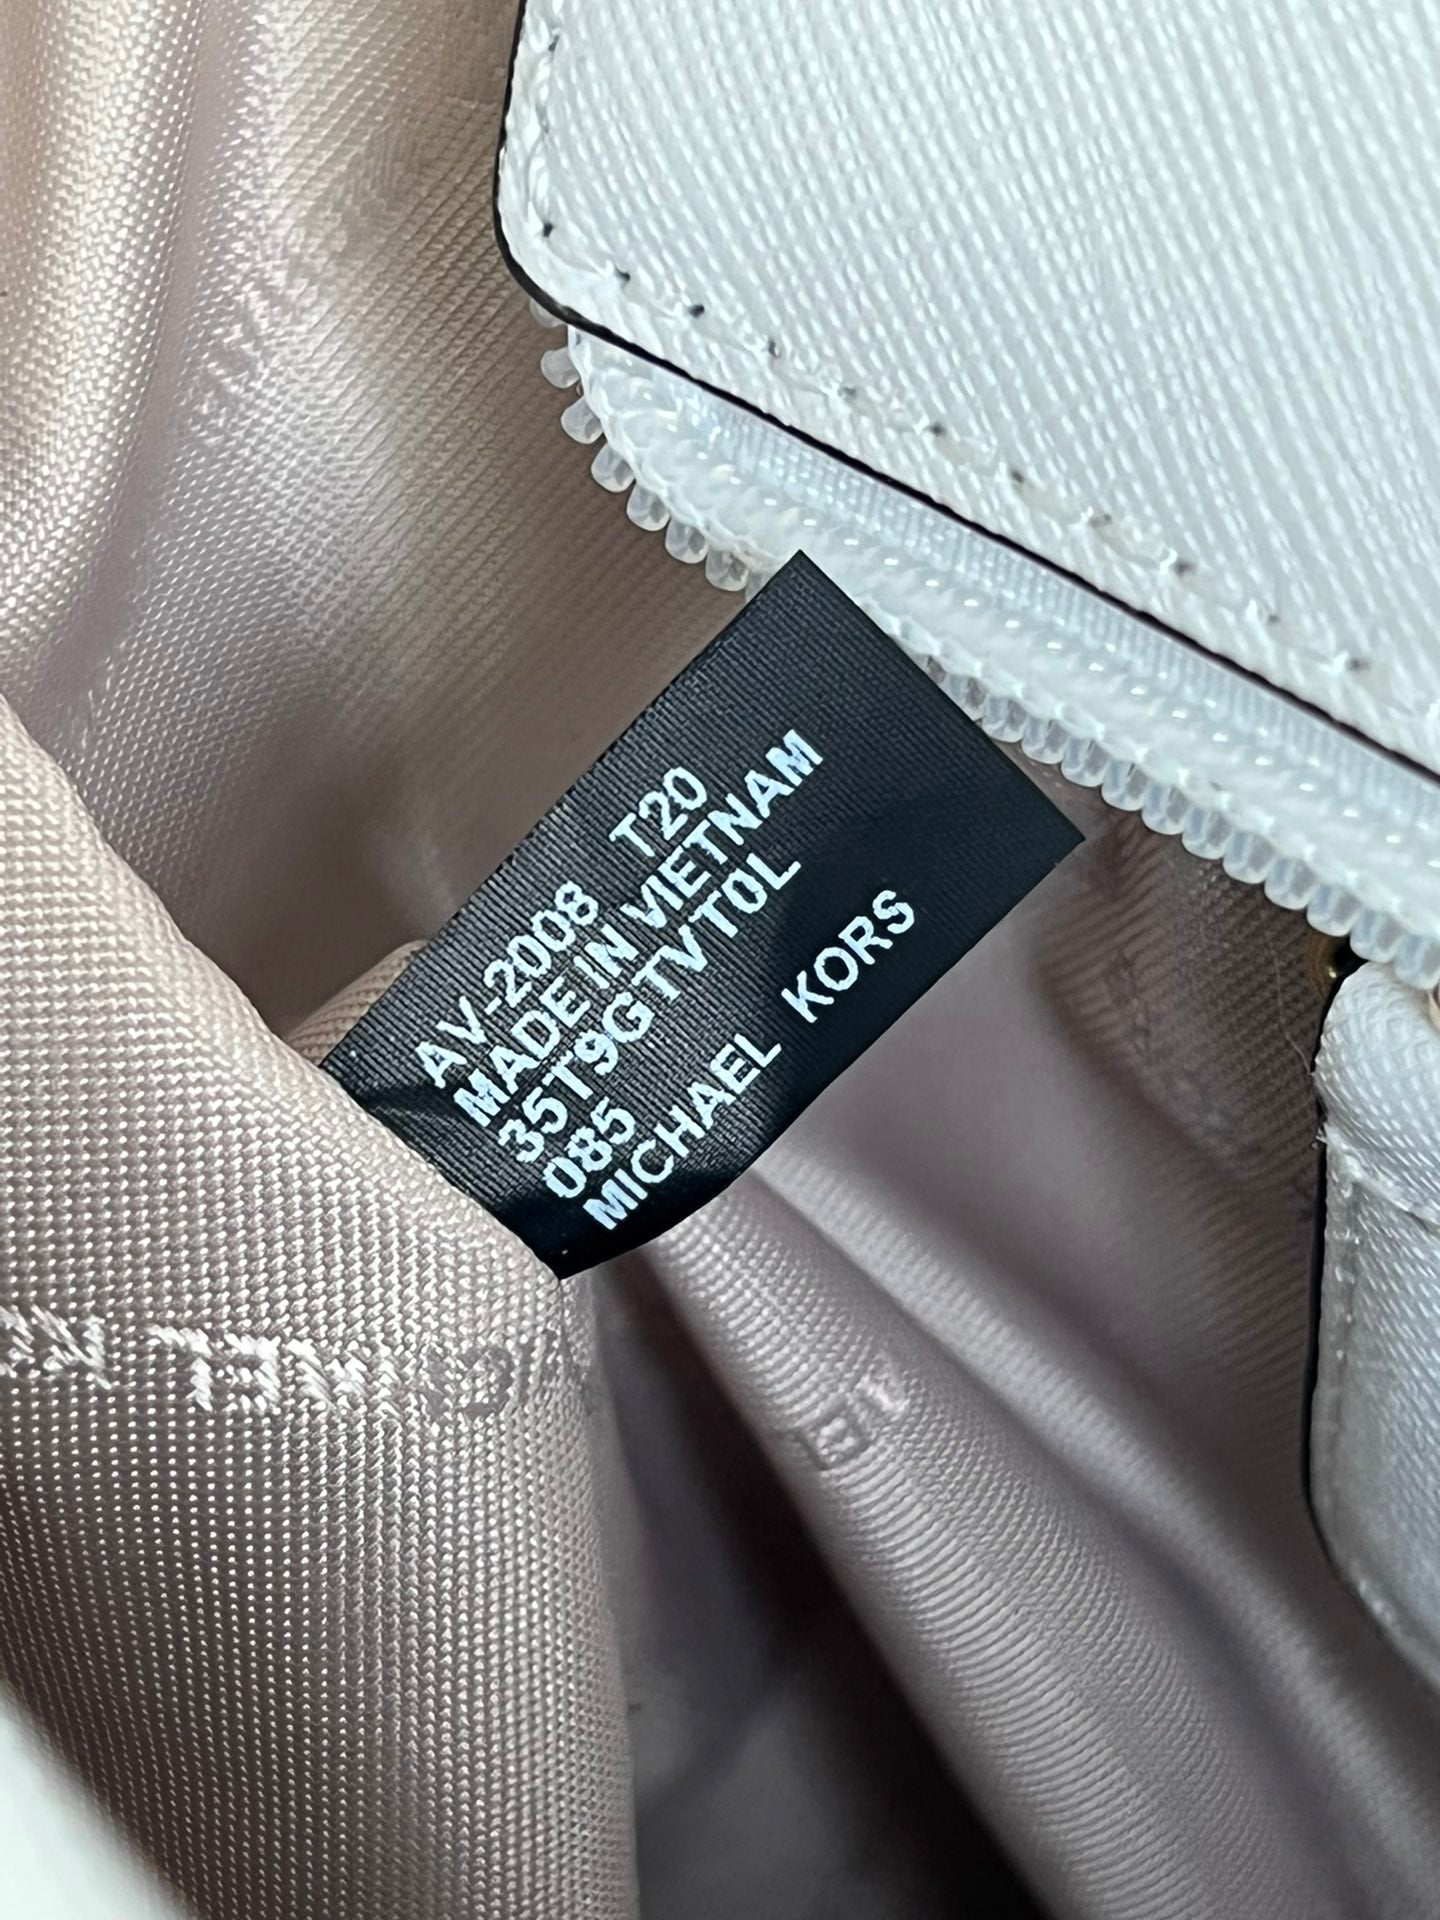 AV-2008 T20
MADE IN VIETNAM
35T9GTVT0L
085
MICHAEL KORS